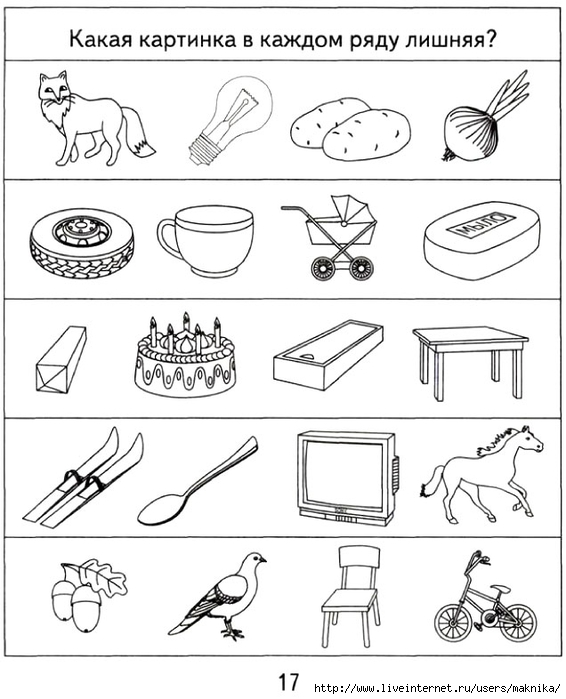 Какая картинка в каждом ряду лишняя?
МЫЛО
17
http://www.liveinternet.ru/users/maknika/